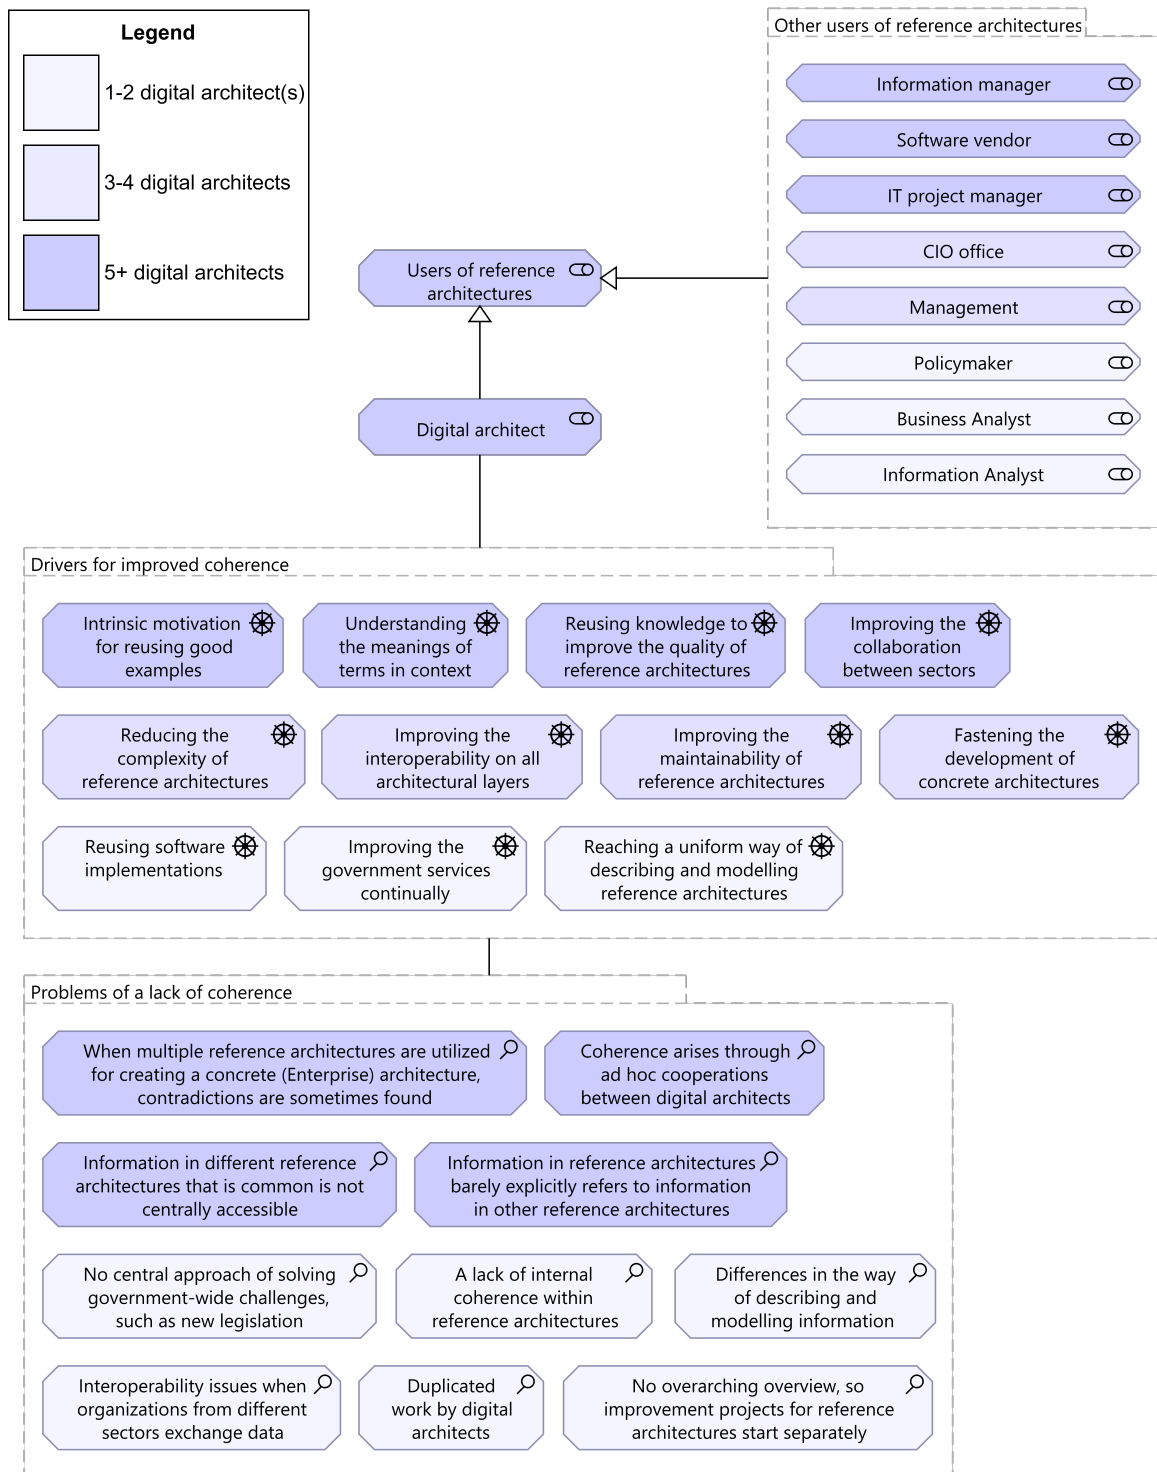 Legend
1-2 digital architect(s)
3-4 digital architects
5+ digital architects
Other users of reference architectures
Information manager
Software vendor
IT project manager
CIO office
Management
Policymaker
Business Analyst
Information Analyst
Users of reference
architectures
Digital architect
Drivers for improved coherence
Intrinsic motivation
for reusing good
examples
Understanding
the meanings of
terms in context
Reusing knowledge to
improve the quality of
reference architectures
Improving the
collaboration
between sectors
Reducing the
complexity of
reference architectures
Improving the
interoperability on all
architectural layers
Improving the
maintainability of
reference architectures
Fastening the
development of
concrete architectures
Reusing software
implementations
Improving the
government services
continually
Reaching a uniform way of
describing and modelling
reference architectures
Problems of a lack of coherence
When multiple reference architectures are utilized
for creating a concrete (Enterprise) architecture,
contradictions are sometimes found
Coherence arises through
ad hoc cooperations
between digital architects
Information in different reference
architectures that is common is not
centrally accessible
Information in reference architectures
barely explicitly refers to information
in other reference architectures
No central approach of solving
government-wide challenges,
such as new legislation
A lack of internal
coherence within
reference architectures
Differences in the way
of describing and
modelling information
Interoperability issues when
organizations from different
sectors exchange data
Duplicated
work by digital
architects
No overarching overview, so
improvement projects for reference
architectures start separately